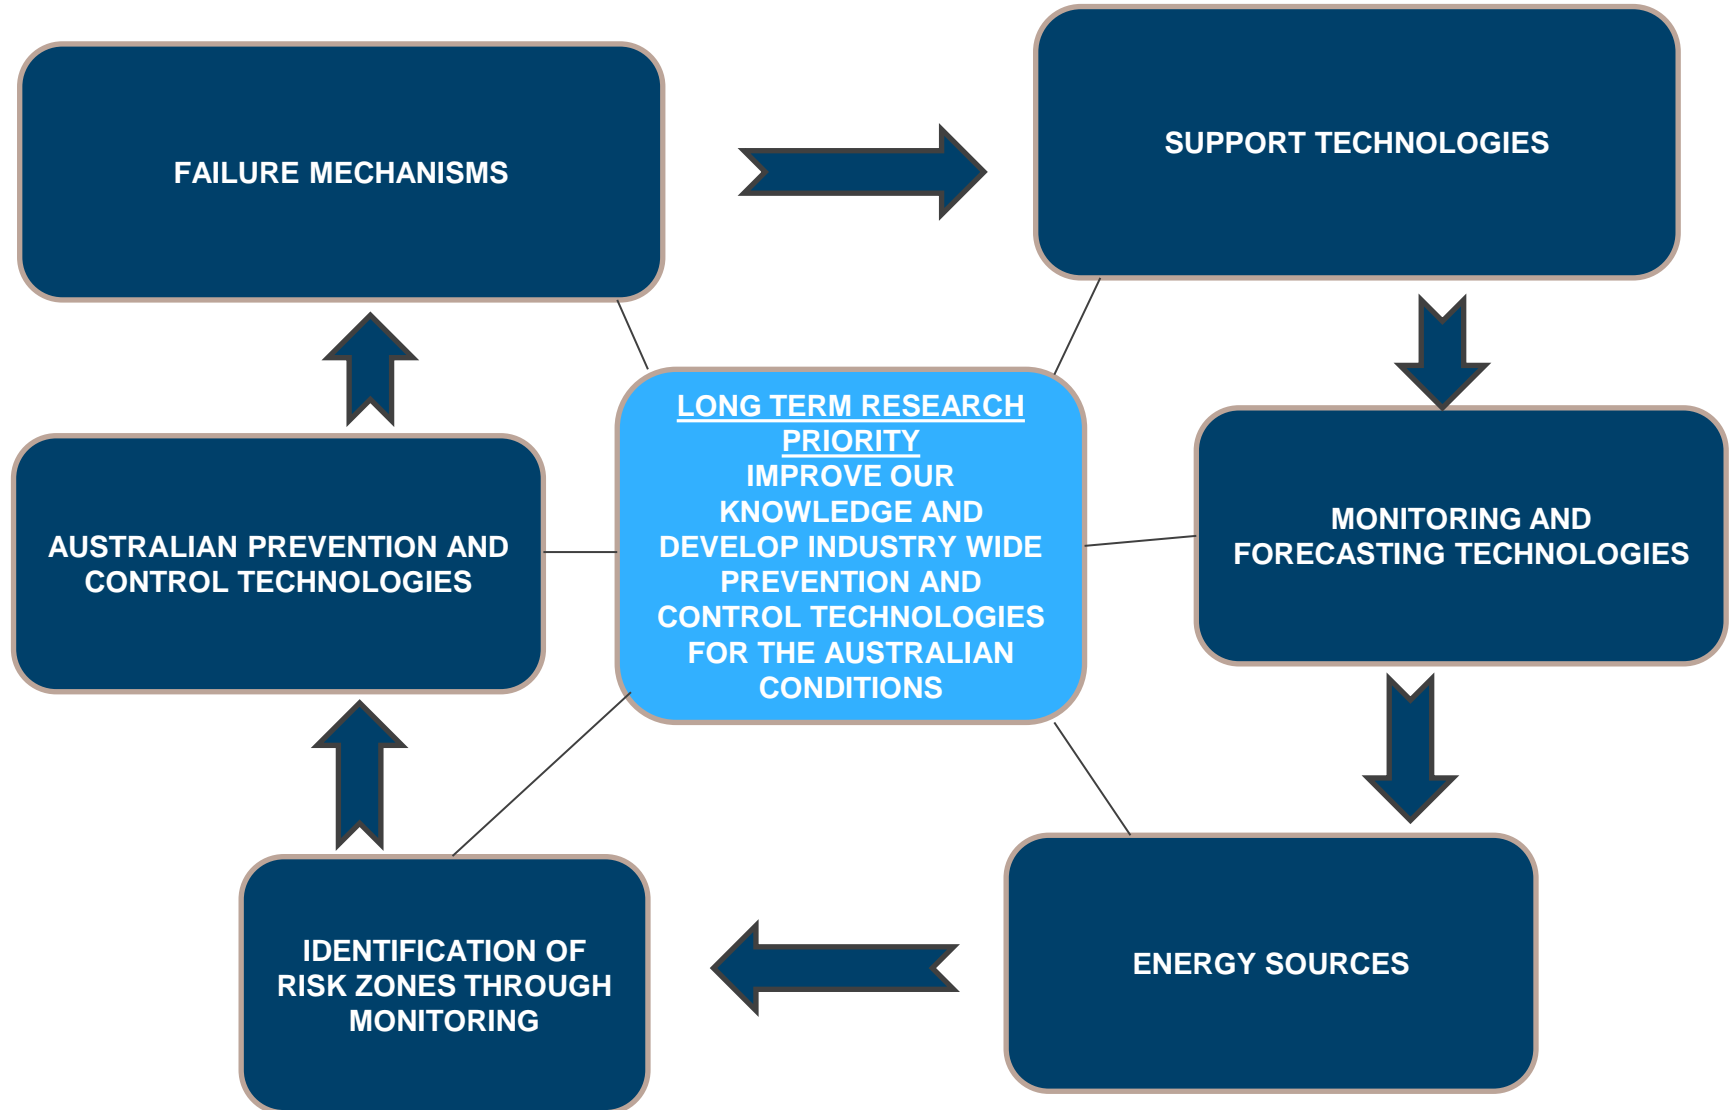 SUPPORT TECHNOLOGIES
FAILURE MECHANISMS
LONG TERM RESEARCH
PRIORITY
IMPROVE OUR
KNOWLEDGE AND
DEVELOP INDUSTRY WIDE
PREVENTION AND
CONTROL TECHNOLOGIES
FOR THE AUSTRALIAN
CONDITIONS
MONITORING AND
FORECASTING TECHNOLOGIES
AUSTRALIAN PREVENTION AND
CONTROL TECHNOLOGIES
IDENTIFICATION OF
RISK ZONES THROUGH
MONITORING
ENERGY SOURCES